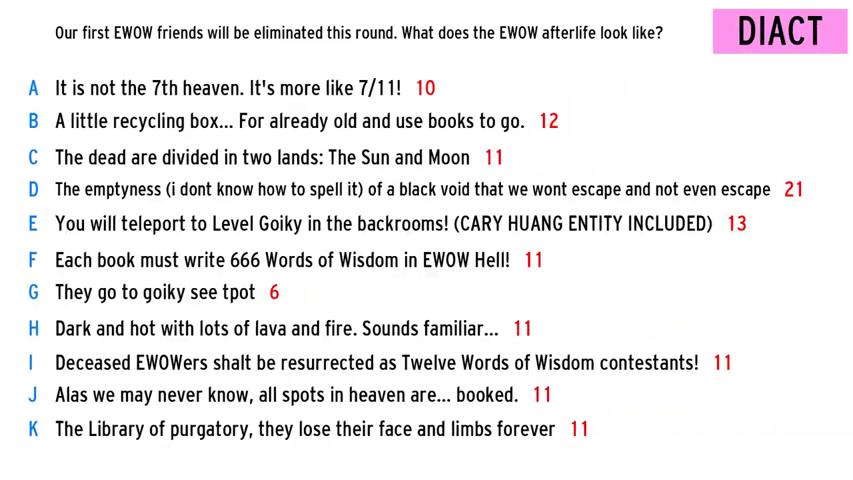 Our first EWOW friends will be eliminated this round. What does the EWOW afterlife look like?
DIACT
A It is not the 7th heaven. It's more like 7/11! 10
B A little recycling box... For already old and use books to go. 12
C The dead are divided in two lands: The Sun and Moon 11
D The emptyness (i dont know how to spell it) of a black void that we wont escape and not even escape 21
E You will teleport to Level Goiky in the backrooms! (CARY HUANG ENTITY INCLUDED) 13
F Each book must write 666 Words of Wisdom in EWOW Hell! 11
G They go to goiky see tpot 6
H Dark and hot with lots of lava and fire. Sounds familiar... 11
I Deceased EWOWers shalt be resurrected as Twelve Words of Wisdom contestants! 11
J Alas we may never know, all spots in heaven are... booked. 11
K The Library of purgatory, they lose their face and limbs forever 11